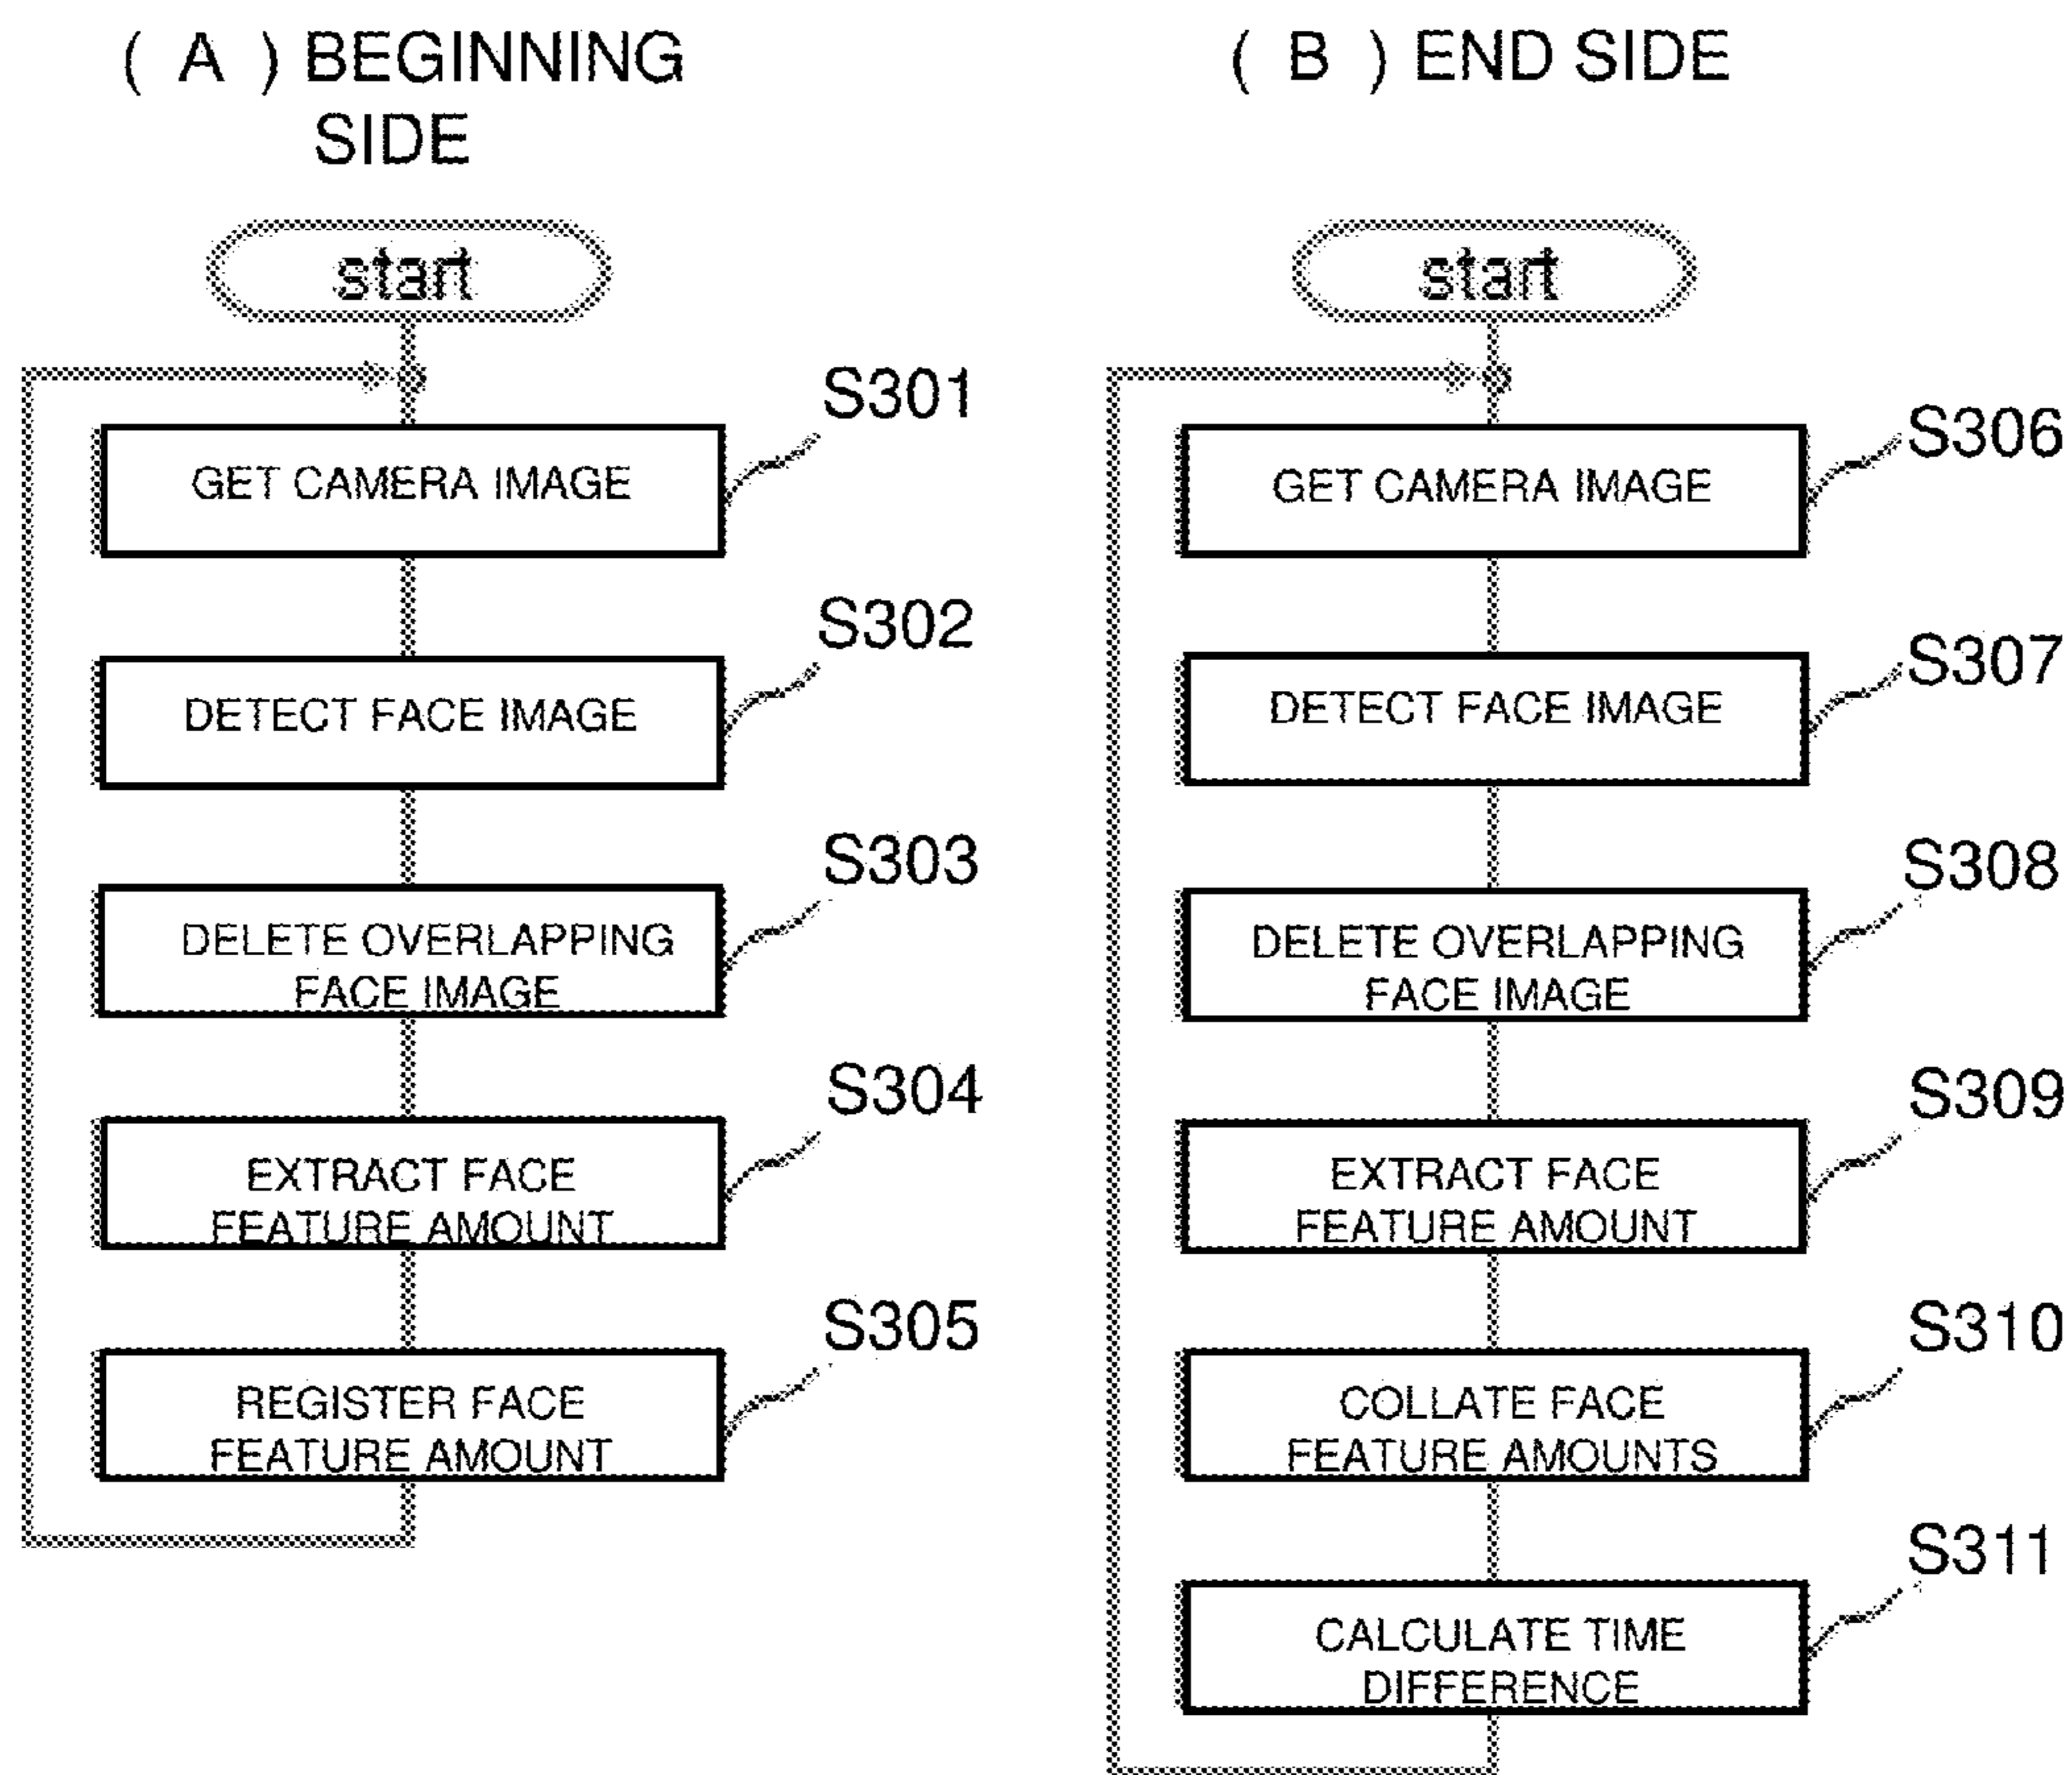 ( A ) BEGINNING
SIDE
start
S301
GET CAMERA IMAGE
S302
DETECT FACE IMAGE
S303
DELETE OVERLAPPING
FACE IMAGE
S304
EXTRACT FACE
FEATURE AMOUNT
S305
REGISTER FACE
FEATURE AMOUNT
( B ) END SIDE
start
S306
GET CAMERA IMAGE
S307
DETECT FACE IMAGE
S308
DELETE OVERLAPPING
FACE IMAGE
S309
EXTRACT FACE
FEATURE AMOUNT
S310
COLLATE FACE
FEATURE AMOUNTS
S311
CALCULATE TIME
DIFFERENCE